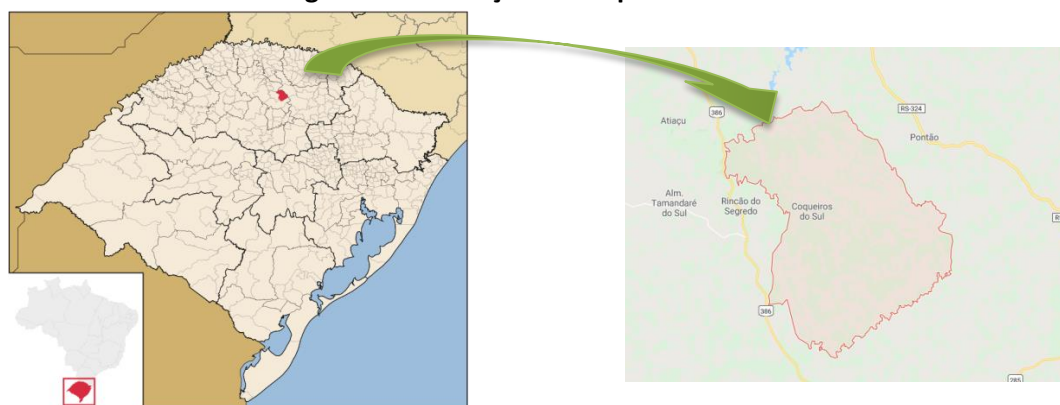 386
Atiaçu
RS-324
Pontão
Alm.
Tamandaré
do Sul
Rincão do
Segredo
Coqueiros
do Sul
386
285